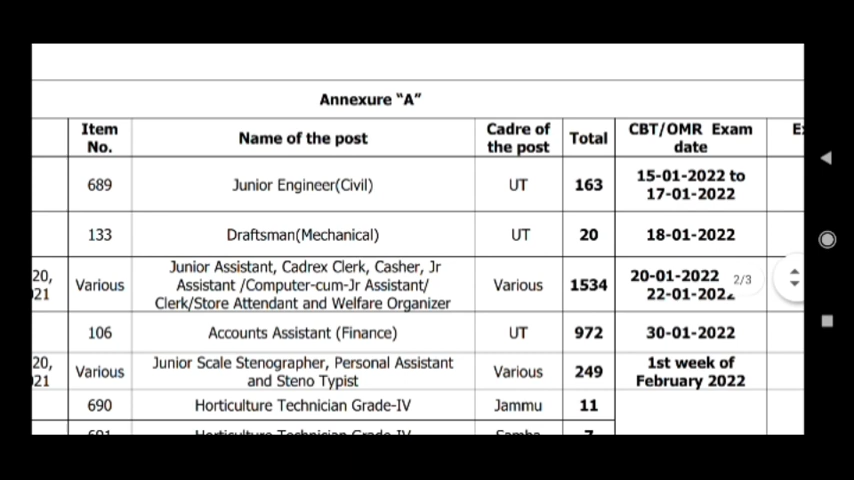 Annexure “A”
Item No. Name of the post Cadre of the post Total CBT/OMR Exam date
689 Junior Engineer(Civil) UT 163 15-01-2022 to 17-01-2022
133 Draftsman(Mechanical) UT 20 18-01-2022
20, 021 Various Junior Assistant, Cadrex Clerk, Casher, Jr Assistant /Computer-cum-Jr Assistant/ Clerk/Store Attendant and Welfare Organizer Various 1534 20-01-2022 22-01-202
2/3
106 Accounts Assistant (Finance) UT 972 30-01-2022
20, 21 Various Junior Scale Stenographer, Personal Assistant and Steno Typist Various 249 1st week of February 2022
690 Horticulture Technician Grade-IV Jammu 11
691 Horticulture Technician Grade-IV Samba 7